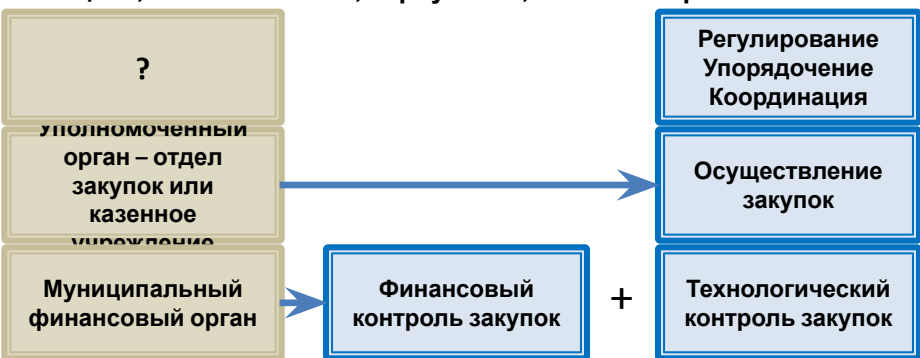 ?
Регулирование
Упорядочение
Координация
Уполномоченный
орган – отдел
закупок или
казенное
учреждение
Осуществление
закупок
Муниципальный
финансовый орган
Финансовый
контроль закупок
+
Технологический
контроль закупок